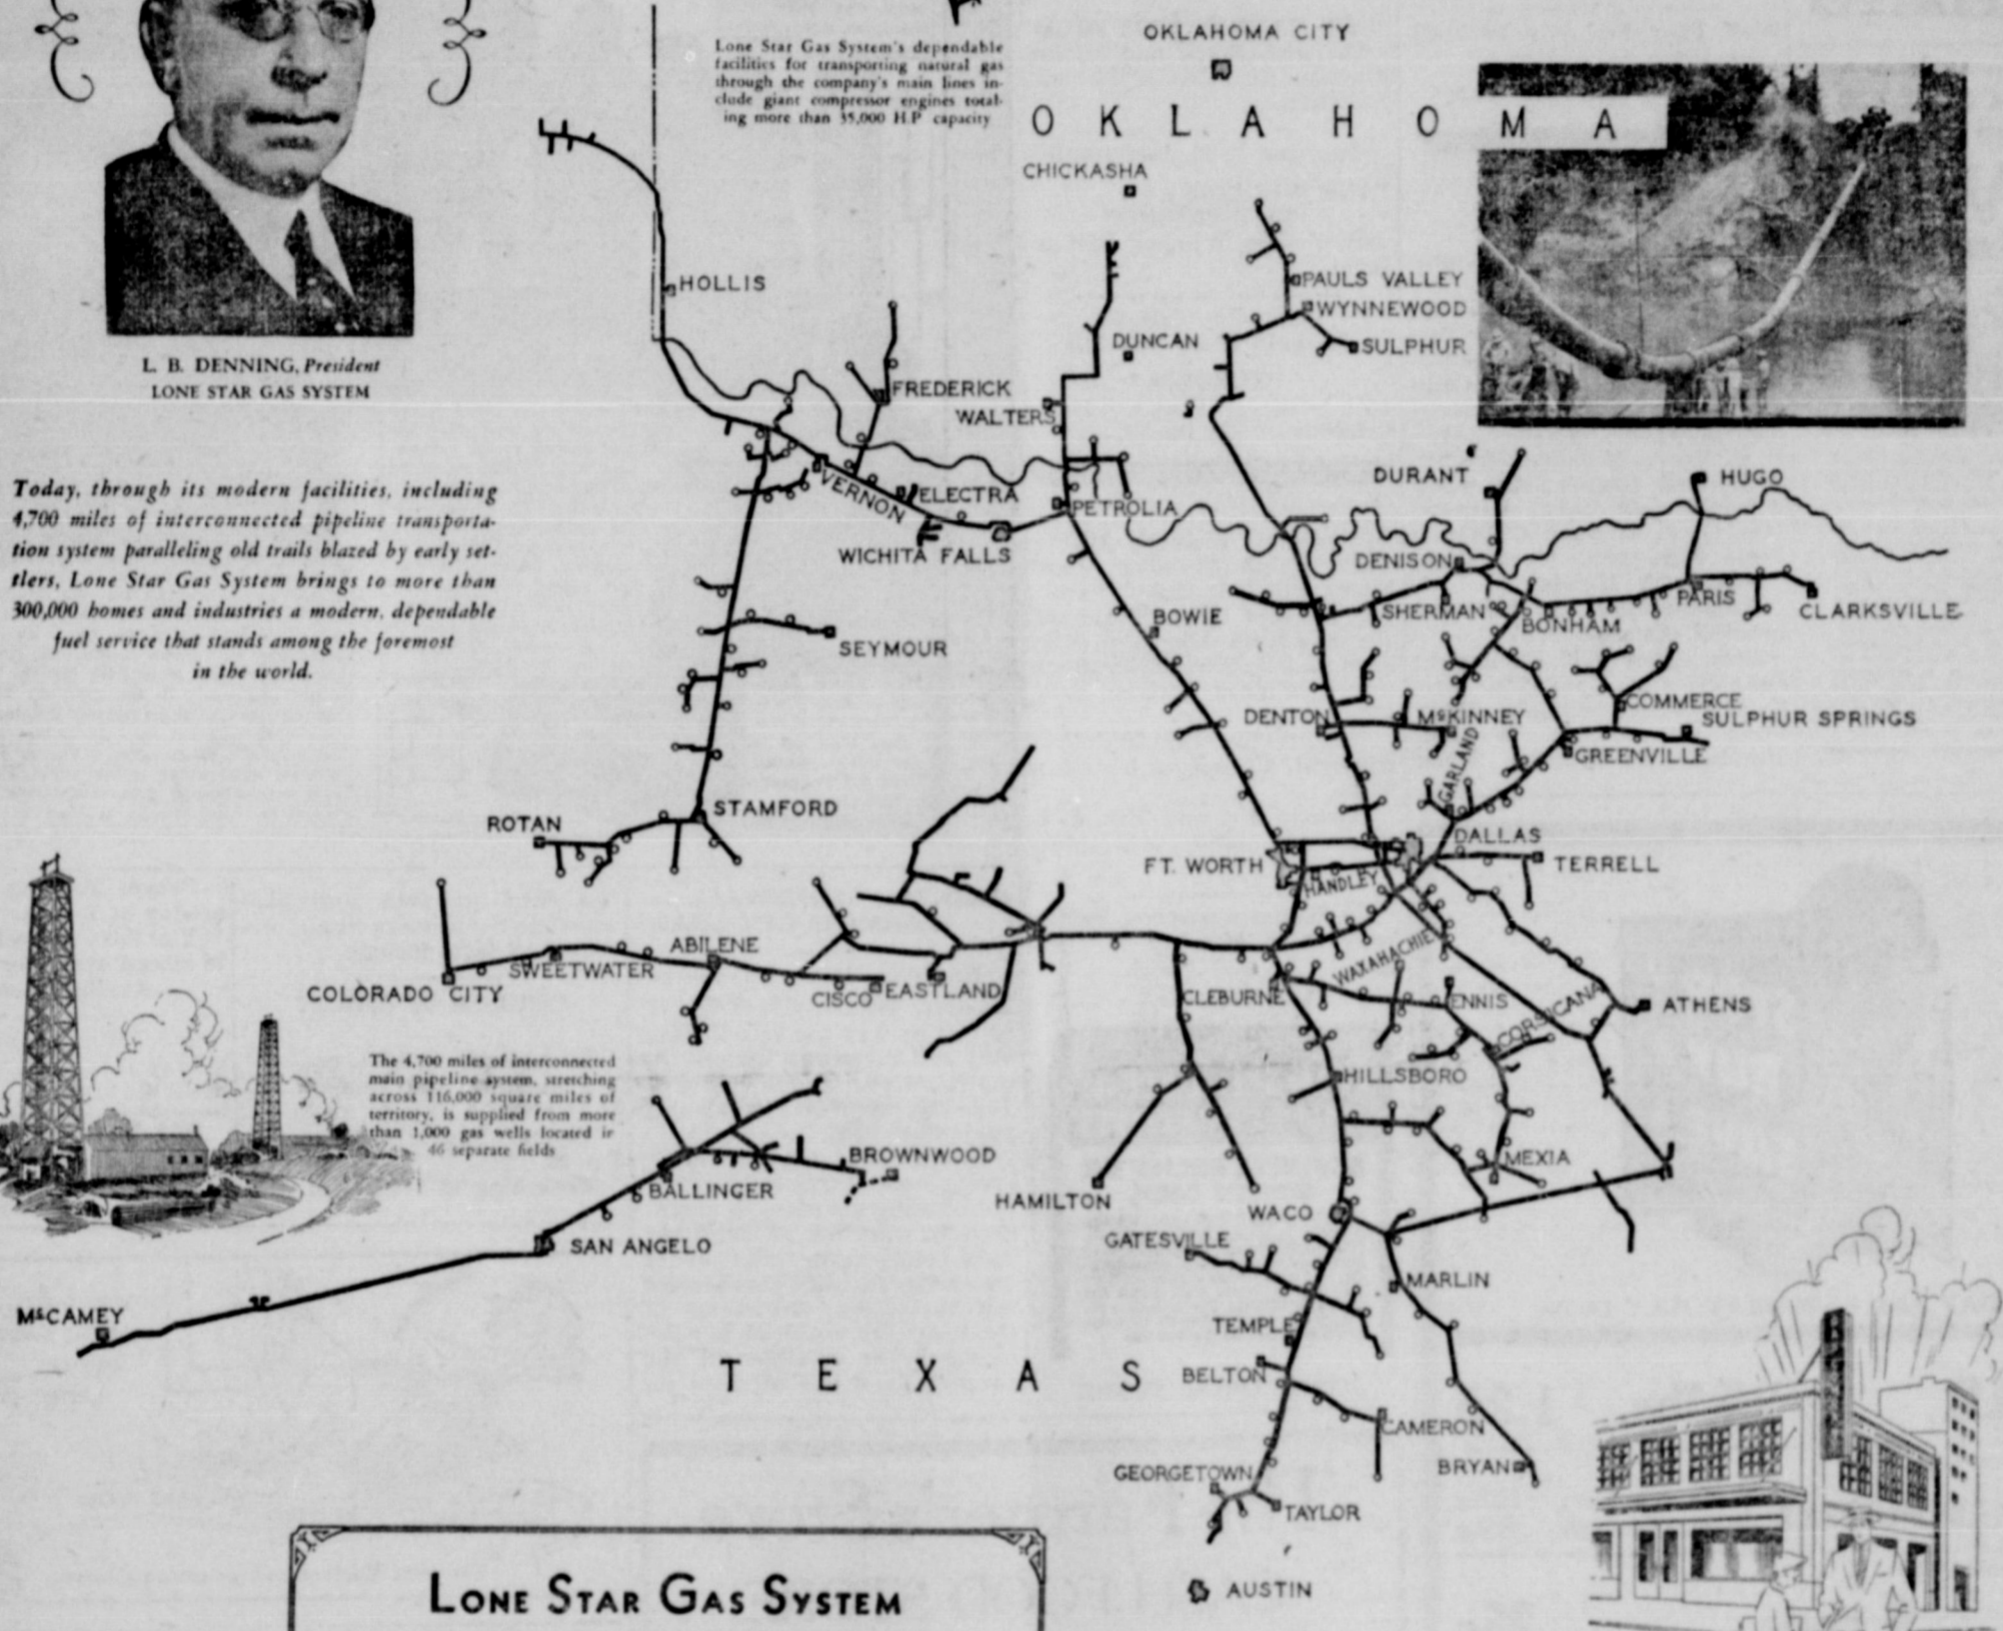 Lone Star Gas System's dependable
facilities for transporting natural gas
through the company's main lines in-
clude giant compressor engines total-
ing more than 35,000 H.P. capacity
OKLAHOMA CITY
OKLAHOMA
CHICKASHA
HOLLIS
PAULS VALLEY
WYNNEWOOD
DUNCAN
SULPHUR
L. B. DENNING, President
LONE STAR GAS SYSTEM
FREDERICK
WALTERS
Today, through its modern facilities, including
4,700 miles of interconnected pipeline transporta-
tion system paralleling old trails blazed by early set-
tlers, Lone Star Gas System brings to more than
300,000 homes and industries a modern, dependable
fuel service that stands among the foremost
in the world.
VERNON
ELECTRA
PETROLIA
DURANT
HUGO
WICHITA FALLS
DENISON
BOWIE
SHERMAN
BONHAM
PARIS
CLARKSVILLE
SEYMOUR
DENTON
McKINNEY
COMMERCE
SULPHUR SPRINGS
GARLAND
GREENVILLE
STAMFORD
ROTAN
DALLAS
FT. WORTH
HANDLEY
TERRELL
ABILENE
SWEETWATER
COLORADO CITY
CISCO
EASTLAND
WAXAHACHIE
CLEBURNE
ENNIS
CORSICANA
ATHENS
The 4,700 miles of interconnected
main pipeline system, stretching
across 116,000 square miles of
territory, is supplied from more
than 1,000 gas wells located in
46 separate fields
HILLSBORO
BROWNWOOD
MEXIA
BALLINGER
HAMILTON
WACO
SAN ANGELO
GATESVILLE
MARLIN
McCAMEY
TEMPLE
TEXAS
BELTON
CAMERON
GEORGETOWN
BRYAN
TAYLOR
LONE STAR GAS SYSTEM
AUSTIN